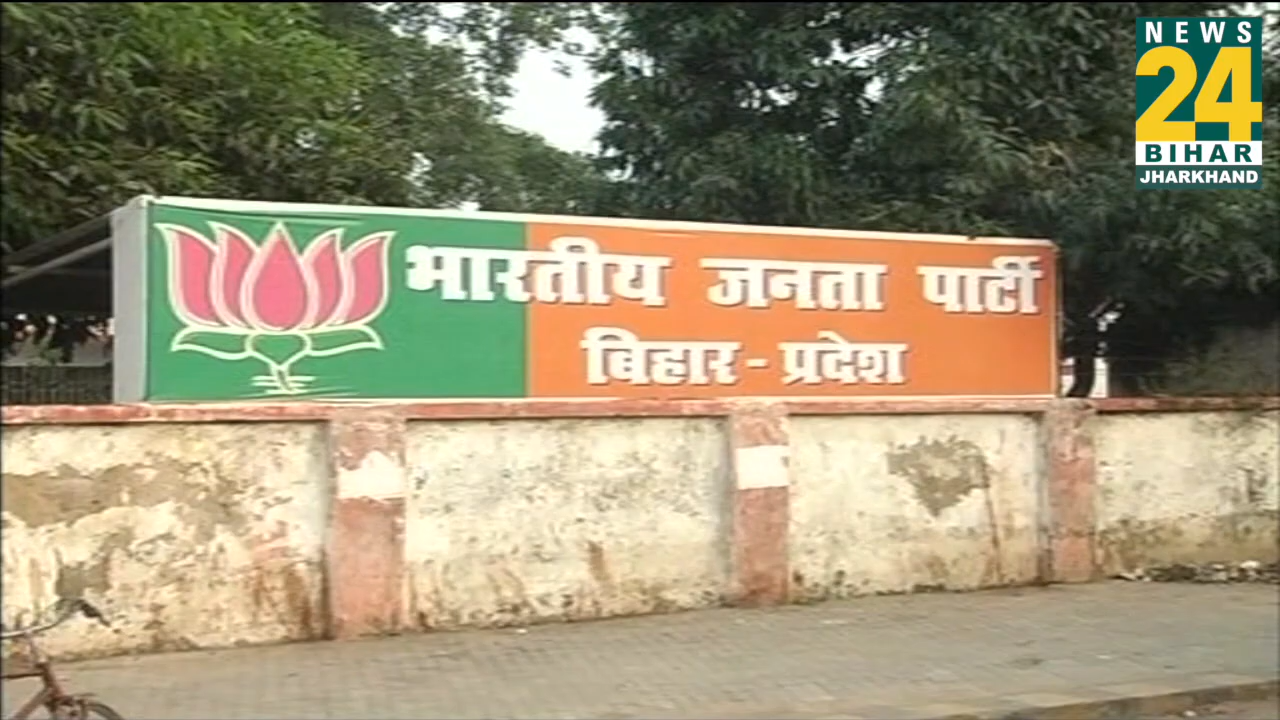 NEWS
24
BIHAR
JHARKHAND
भारतीय जनता पार्टी
बिहार - प्रदेश